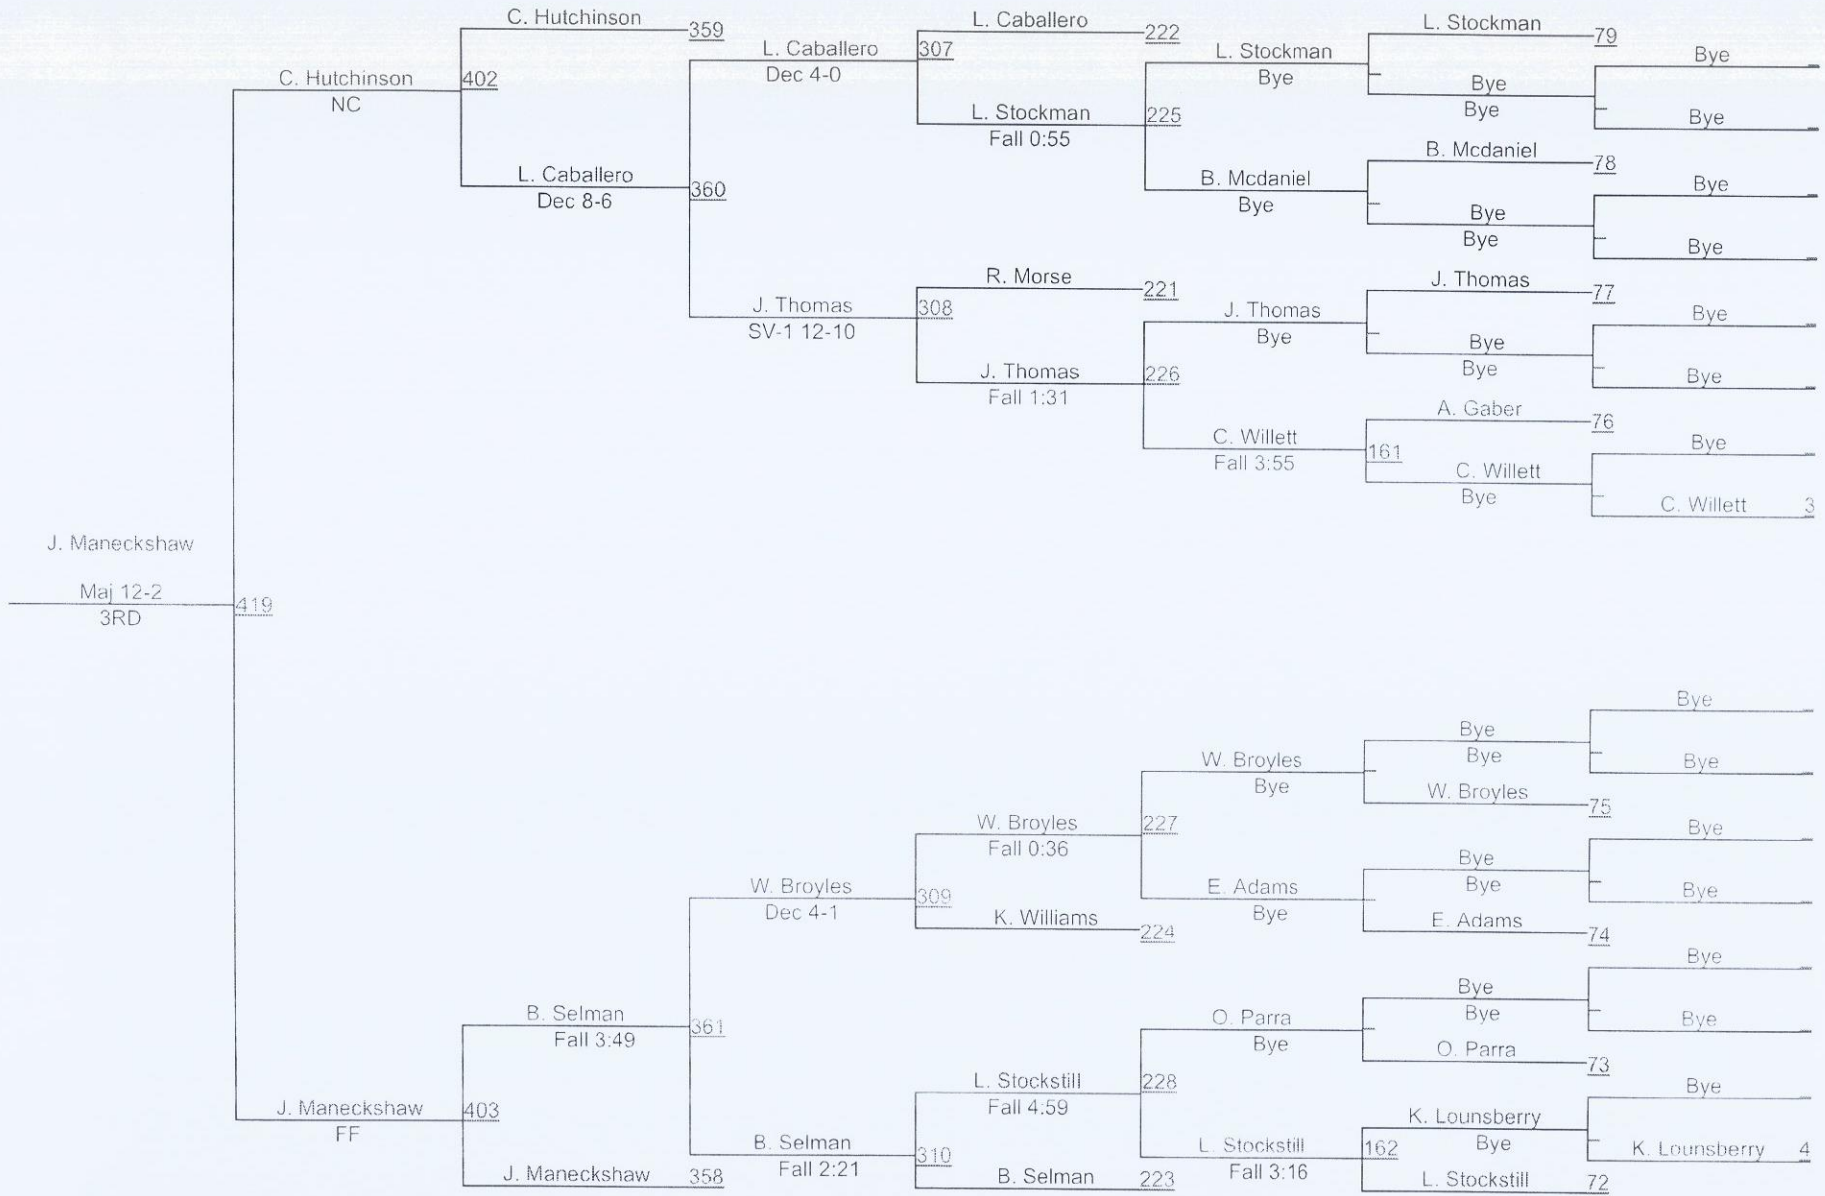 C. Hutchinson
359
L. Caballero
222
L. Stockman
79
Bye
L. Caballero
307
Dec 4-0
L. Stockman
Bye
Bye
Bye
Bye
C. Hutchinson
402
NC
L. Stockman
225
Fall 0:55
B. Mcdaniel
78
Bye
L. Caballero
360
Dec 8-6
B. Mcdaniel
Bye
Bye
Bye
Bye
R. Morse
221
J. Thomas
77
Bye
J. Thomas
308
SV-1 12-10
J. Thomas
Bye
Bye
Bye
Bye
J. Thomas
226
Fall 1:31
A. Gaber
76
Bye
C. Willett
161
Fall 3:55
C. Willett
Bye
C. Willett 3
J. Maneckshaw
Maj 12-2
419
3RD
Bye
Bye
Bye
Bye
W. Broyles
Bye
W. Broyles
75
W. Broyles
227
Fall 0:36
Bye
Bye
Bye
Bye
W. Broyles
309
Dec 4-1
E. Adams
Bye
K. Williams
224
E. Adams
74
Bye
Bye
Bye
Bye
B. Selman
361
Fall 3:49
O. Parra
Bye
O. Parra
73
L. Stockstill
228
Fall 4:59
Bye
J. Maneckshaw
403
FF
K. Lounsberry
Bye
K. Lounsberry 4
B. Selman
310
Fall 2:21
L. Stockstill
162
Fall 3:16
J. Maneckshaw
358
B. Selman
223
L. Stockstill
72